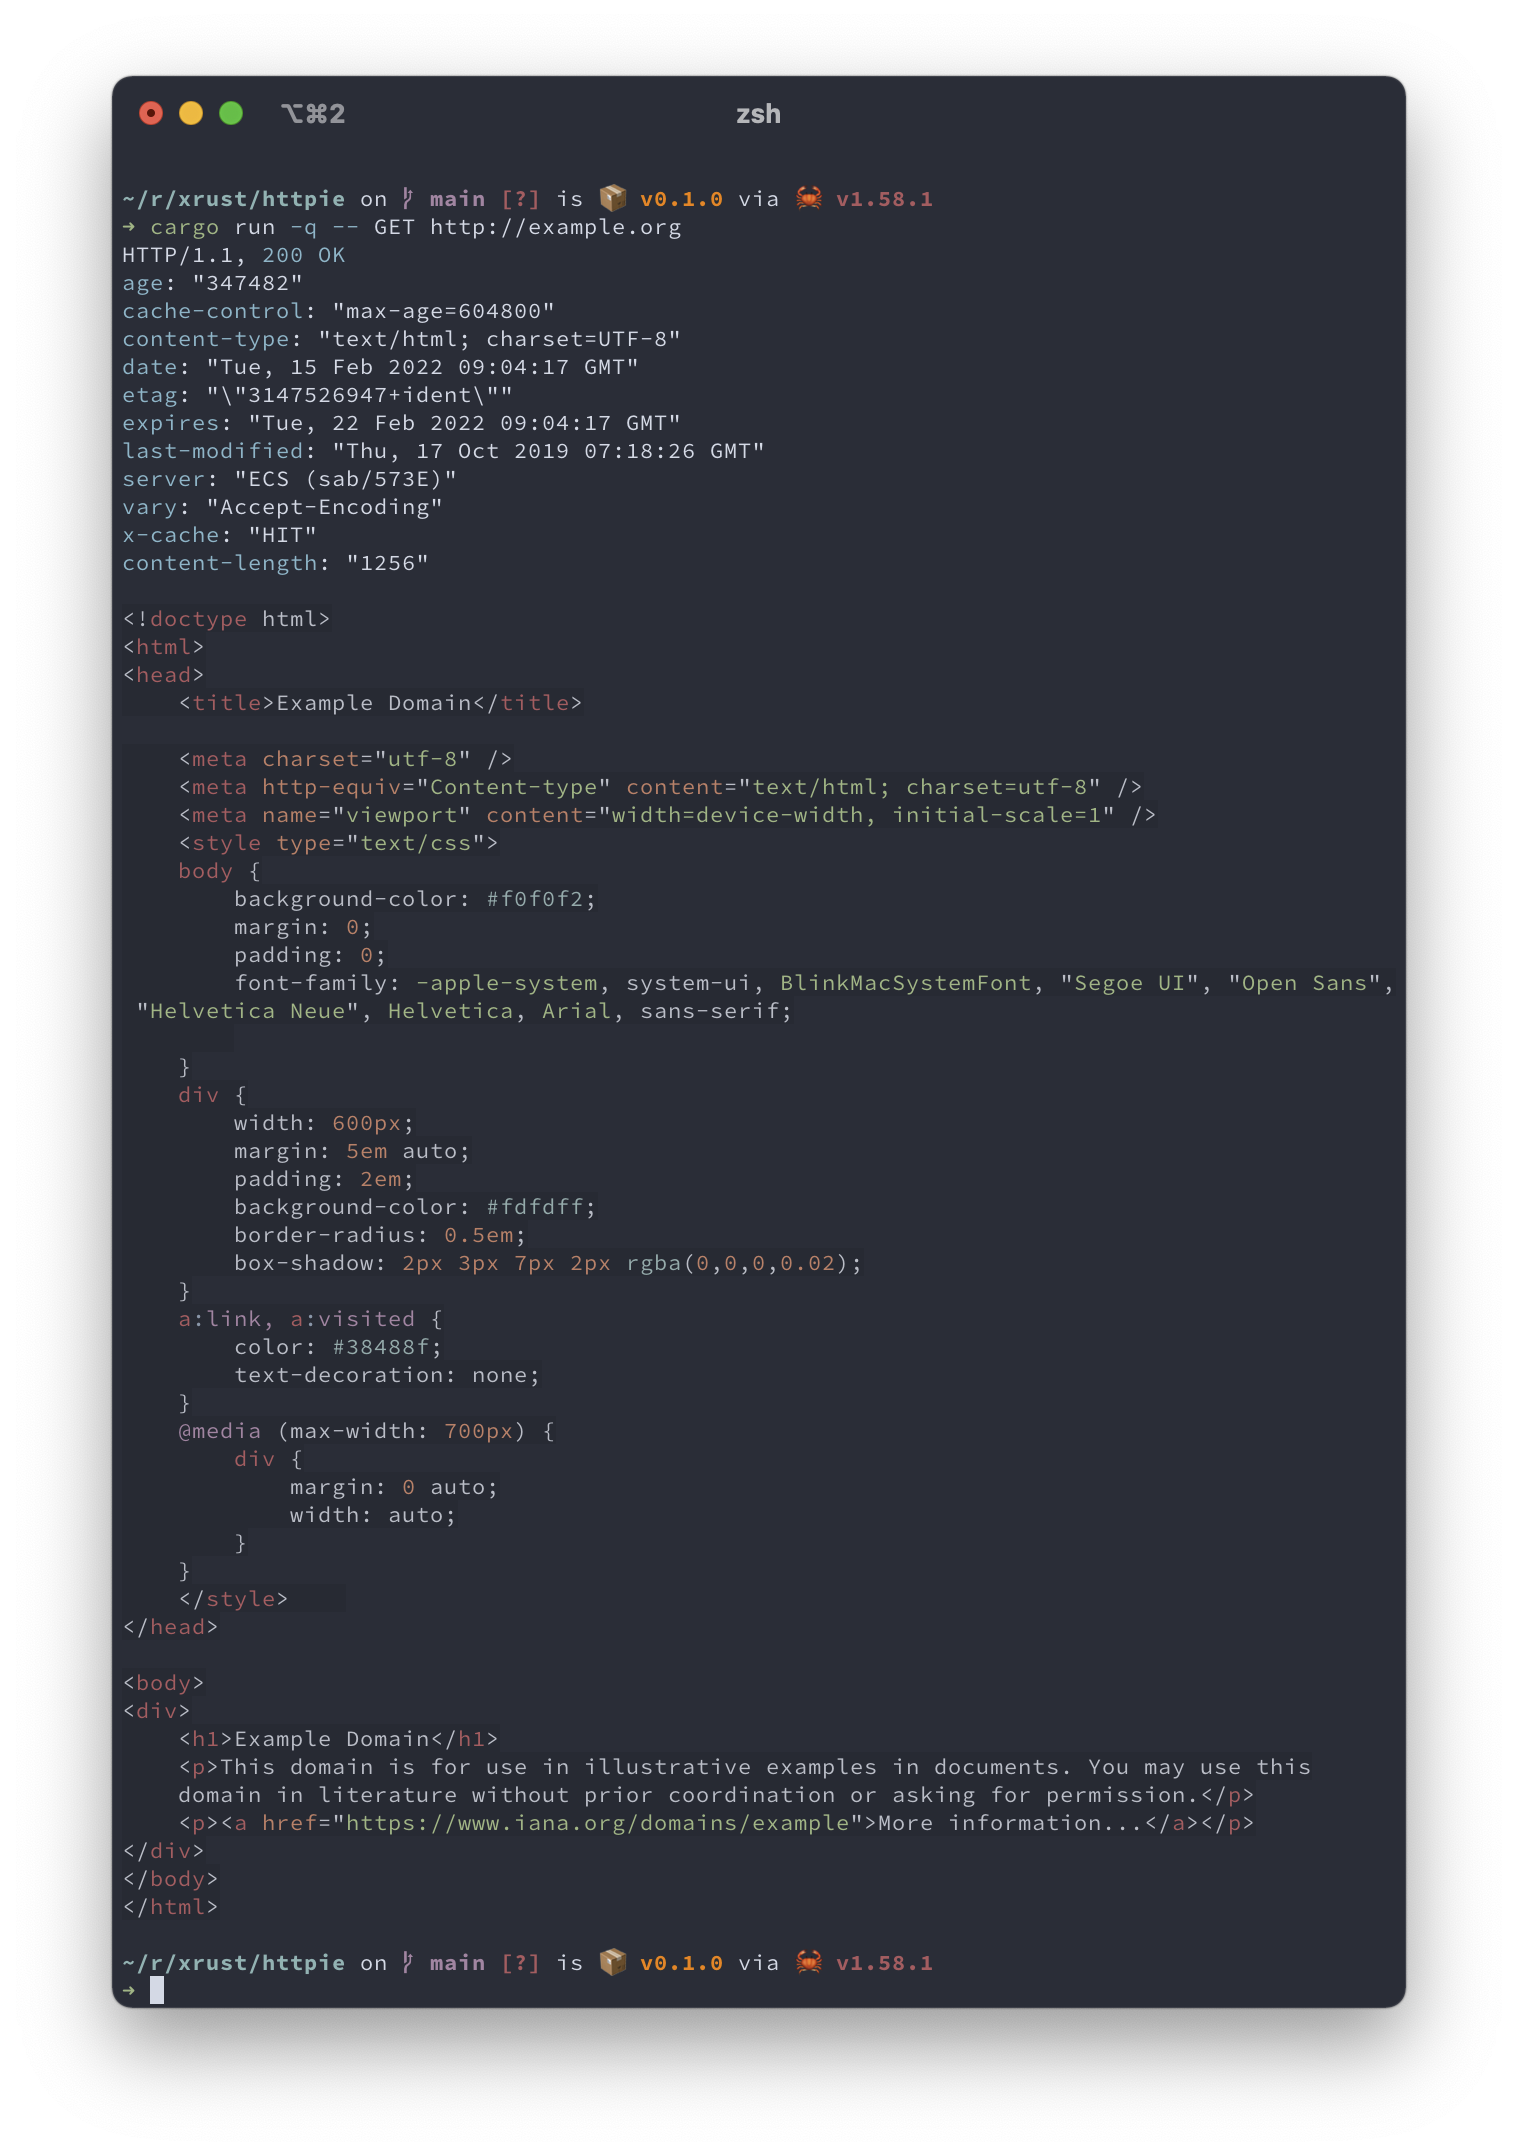 ⌥⌘2
zsh
~/r/xrust/httpie on main [?] is 📦 v0.1.0 via 🦀 v1.58.1
➜ cargo run -q -- GET http://example.org
HTTP/1.1, 200 OK
age: "347482"
cache-control: "max-age=604800"
content-type: "text/html; charset=UTF-8"
date: "Tue, 15 Feb 2022 09:04:17 GMT"
etag: "\"3147526947+ident\""
expires: "Tue, 22 Feb 2022 09:04:17 GMT"
last-modified: "Thu, 17 Oct 2019 07:18:26 GMT"
server: "ECS (sab/573E)"
vary: "Accept-Encoding"
x-cache: "HIT"
content-length: "1256"

<!doctype html>
<html>
<head>
    <title>Example Domain</title>

    <meta charset="utf-8" />
    <meta http-equiv="Content-type" content="text/html; charset=utf-8" />
    <meta name="viewport" content="width=device-width, initial-scale=1" />
    <style type="text/css">
    body {
        background-color: #f0f0f2;
        margin: 0;
        padding: 0;
        font-family: -apple-system, system-ui, BlinkMacSystemFont, "Segoe UI", "Open Sans",
 "Helvetica Neue", Helvetica, Arial, sans-serif;

    }
    div {
        width: 600px;
        margin: 5em auto;
        padding: 2em;
        background-color: #fdfdff;
        border-radius: 0.5em;
        box-shadow: 2px 3px 7px 2px rgba(0,0,0,0.02);
    }
    a:link, a:visited {
        color: #38488f;
        text-decoration: none;
    }
    @media (max-width: 700px) {
        div {
            margin: 0 auto;
            width: auto;
        }
    }
    </style>
</head>

<body>
<div>
    <h1>Example Domain</h1>
    <p>This domain is for use in illustrative examples in documents. You may use this
    domain in literature without prior coordination or asking for permission.</p>
    <p><a href="https://www.iana.org/domains/example">More information...</a></p>
</div>
</body>
</html>

~/r/xrust/httpie on main [?] is 📦 v0.1.0 via 🦀 v1.58.1
➜